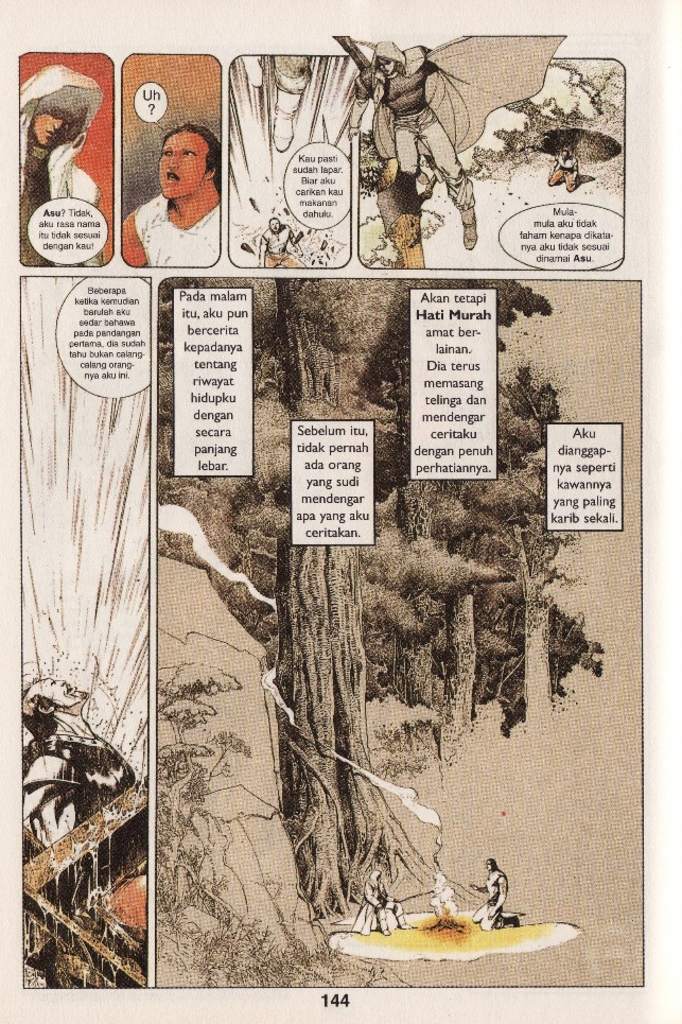 Asu? Tidak,
aku rasa nama
itu tidak sesuai
dengan kau!
Uh
?
Kau pasti
sudah lapar.
Biar aku
carikan kau
makanan
dahulu.
Mula-
mula aku tidak
faham kenapa dikata-
nya aku tidak sesuai
dinamai Asu.
Beberapa
ketika kemudian
barulah aku
sedar bahawa
pada pandangan
pertama, dia sudah
tahu bukan calang-
calang orang-
nya aku ini.
Pada malam
itu, aku pun
bercerita
kepadanya
tentang
riwayat
hidupku
dengan
secara
panjang
lebar.
Sebelum itu,
tidak pernah
ada orang
yang sudi
mendengar
apa yang aku
ceritakan.
Akan tetapi
Hati Murah
amat ber-
lainan.
Dia terus
memasang
telinga dan
mendengar
ceritaku
dengan penuh
perhatiannya.
Aku
dianggap-
nya seperti
kawannya
yang paling
karib sekali.
144